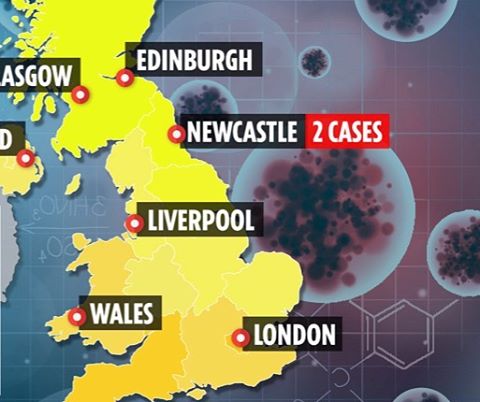 EDINBURGH
ASGOW
NEWCASTLE 2 CASES
D
LIVERPOOL
WALES
LONDON